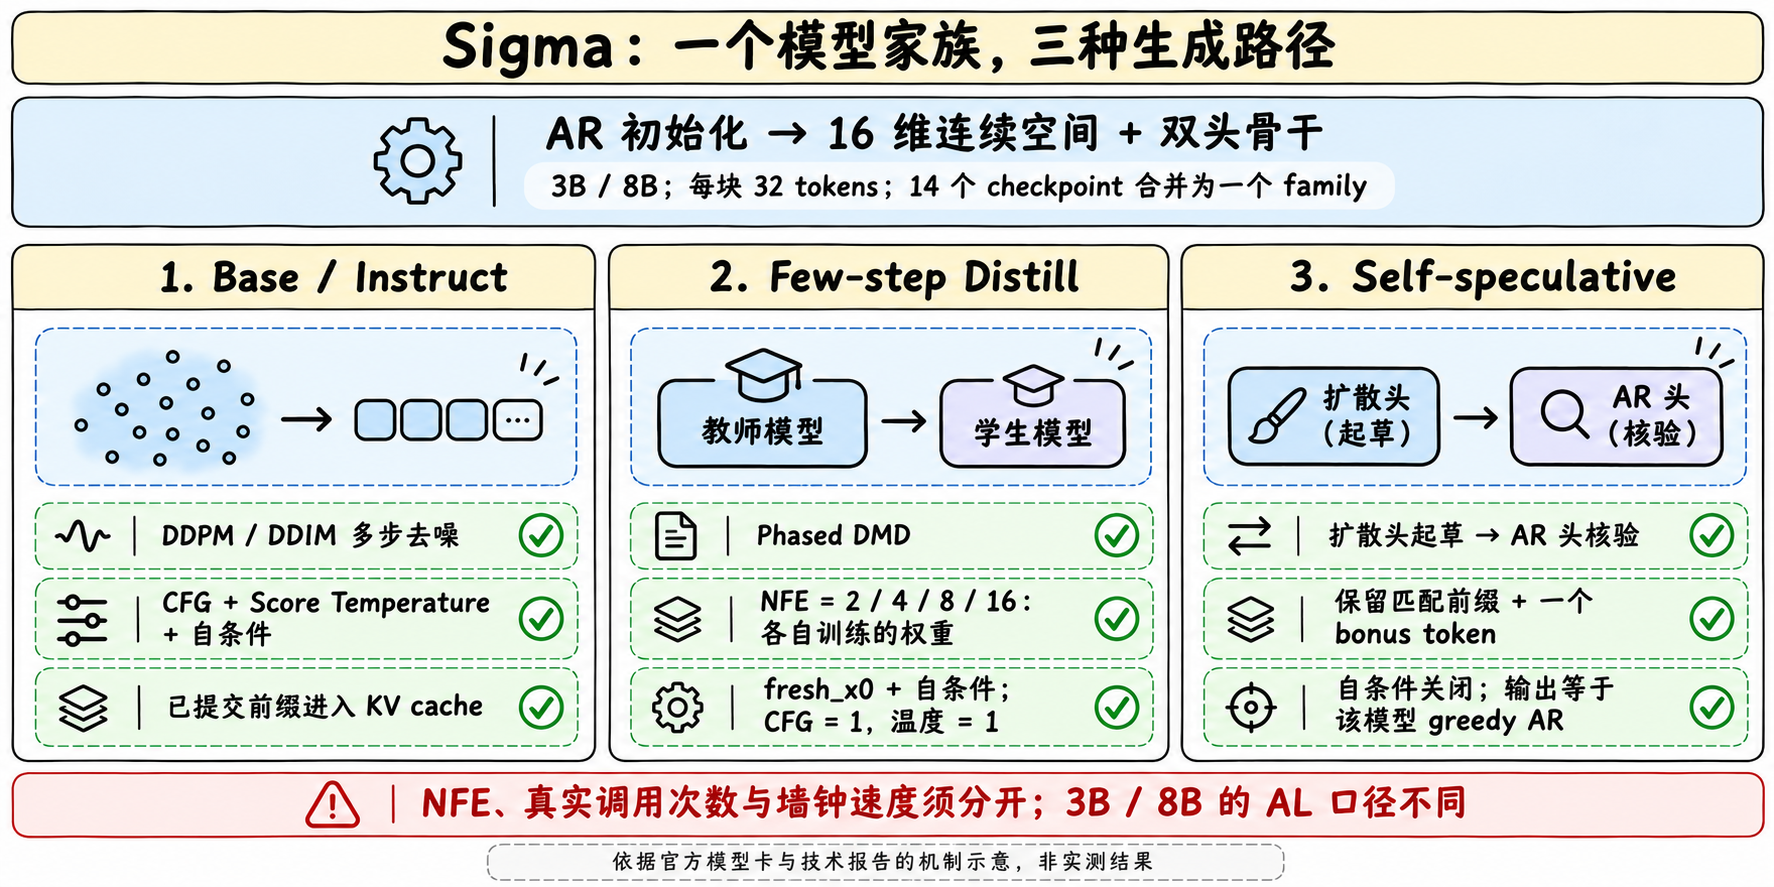 Sigma：一个模型家族，三种生成路径
AR 初始化 → 16 维连续空间 + 双头骨干
3B / 8B；每块 32 tokens；14 个 checkpoint 合并为一个 family
1. Base / Instruct
...
DDPM / DDIM 多步去噪
CFG + Score Temperature
+ 自条件
已提交前缀进入 KV cache
2. Few-step Distill
教师模型
→
学生模型
Phased DMD
NFE = 2 / 4 / 8 / 16：
各自训练的权重
fresh_x0 + 自条件；
CFG = 1，温度 = 1
3. Self-speculative
扩散头
（起草）
→
AR 头
（核验）
扩散头起草 → AR 头核验
保留匹配前缀 + 一个
bonus token
自条件关闭；输出等于
该模型 greedy AR
NFE、真实调用次数与墙钟速度须分开；3B / 8B 的 AL 口径不同
依据官方模型卡与技术报告的机制示意，非实测结果